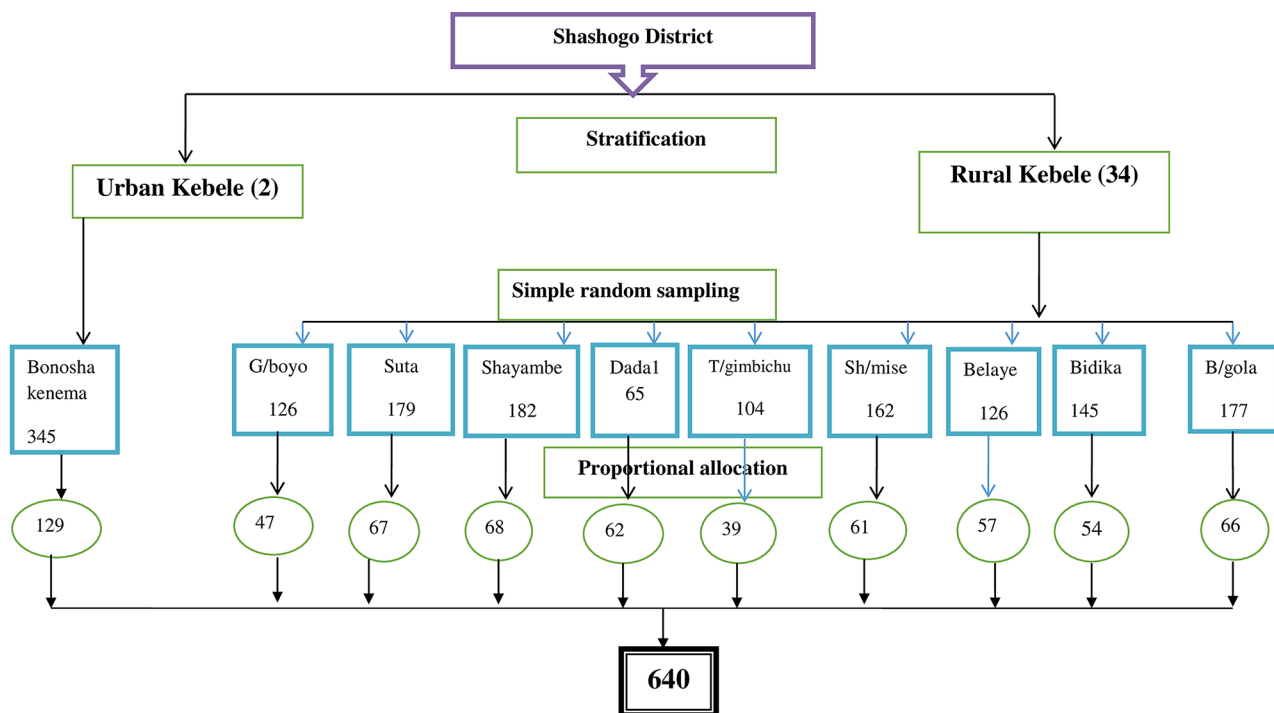 Shashogo District
Stratification
Urban Kebele (2)
Rural Kebele (34)
Simple random sampling
Bonosha
kenema
345
G/boyo
126
Suta
179
Shayambe
182
Dada1
65
T/gimbichu
104
Sh/mise
162
Belaye
126
Bidika
145
B/gola
177
Proportional allocation
129
47
67
68
62
39
61
57
54
66
640